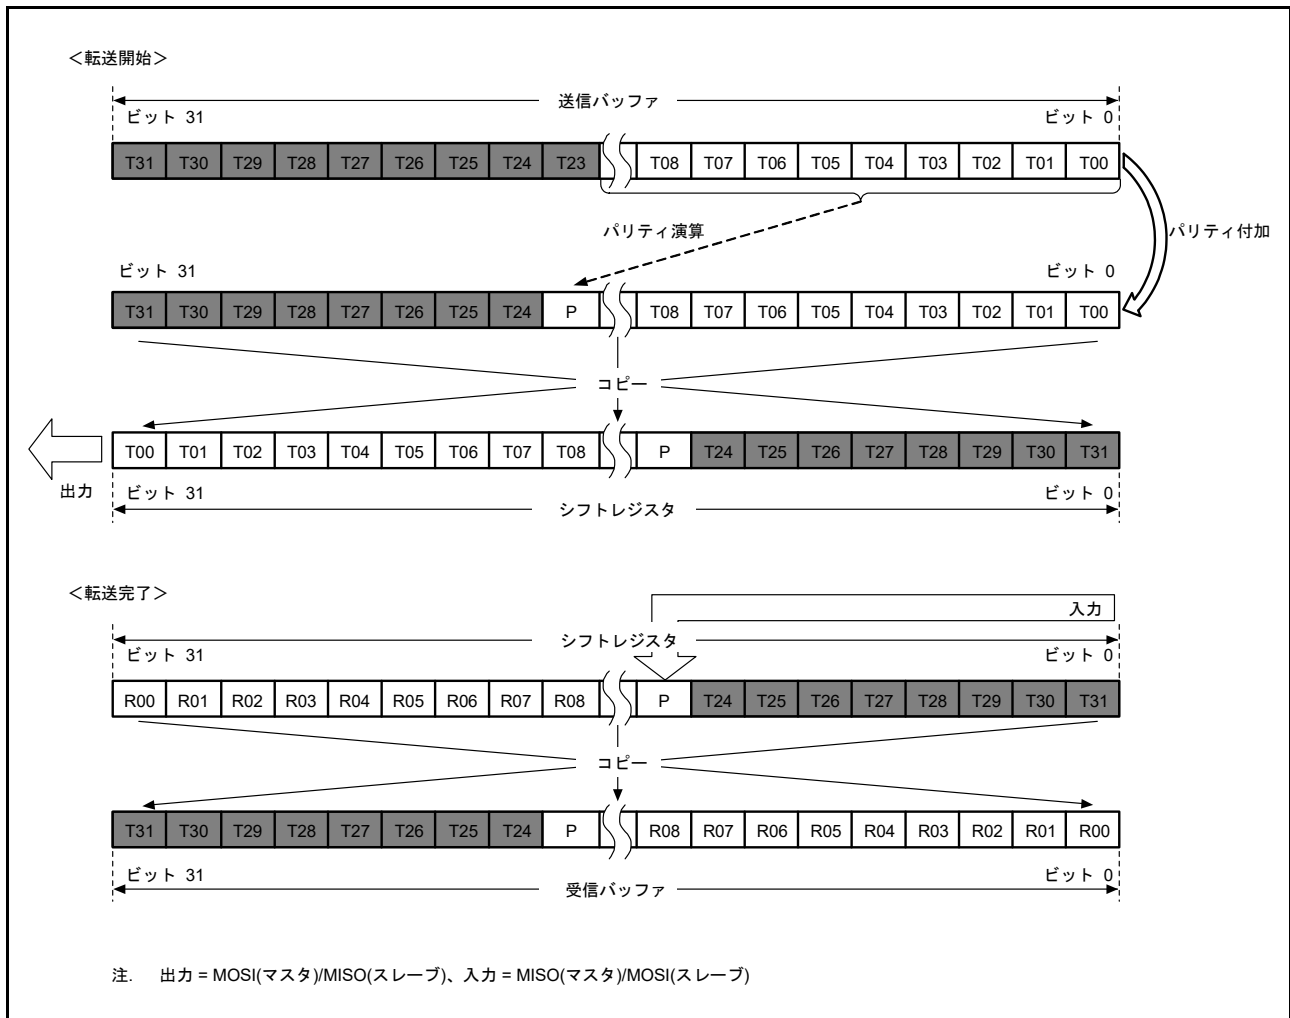 ＜転送開始＞
送信バッファ
ビット 31 ビット 0
T31 T30 T29 T28 T27 T26 T25 T24 T23 T08 T07 T06 T05 T04 T03 T02 T01 T00
パリティ演算 パリティ付加
ビット 31 ビット 0
T31 T30 T29 T28 T27 T26 T25 T24 P T08 T07 T06 T05 T04 T03 T02 T01 T00
コピー
T00 T01 T02 T03 T04 T05 T06 T07 T08 P T24 T25 T26 T27 T28 T29 T30 T31
出力 ビット 31 ビット 0
シフトレジスタ
＜転送完了＞
入力
シフトレジスタ
ビット 31 ビット 0
R00 R01 R02 R03 R04 R05 R06 R07 R08 P T24 T25 T26 T27 T28 T29 T30 T31
コピー
T31 T30 T29 T28 T27 T26 T25 T24 P R08 R07 R06 R05 R04 R03 R02 R01 R00
ビット 31 ビット 0
受信バッファ
注. 出力 = MOSI(マスタ)/MISO(スレーブ)、入力 = MISO(マスタ)/MOSI(スレーブ)